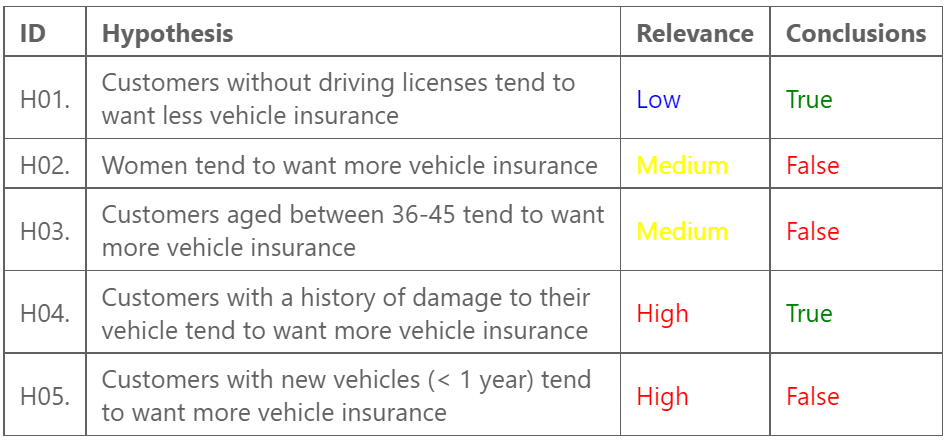 ID Hypothesis Relevance Conclusions
H01. Customers without driving licenses tend to want less vehicle insurance Low True
H02. Women tend to want more vehicle insurance Medium False
H03. Customers aged between 36-45 tend to want more vehicle insurance Medium False
H04. Customers with a history of damage to their vehicle tend to want more vehicle insurance High True
H05. Customers with new vehicles (< 1 year) tend to want more vehicle insurance High False